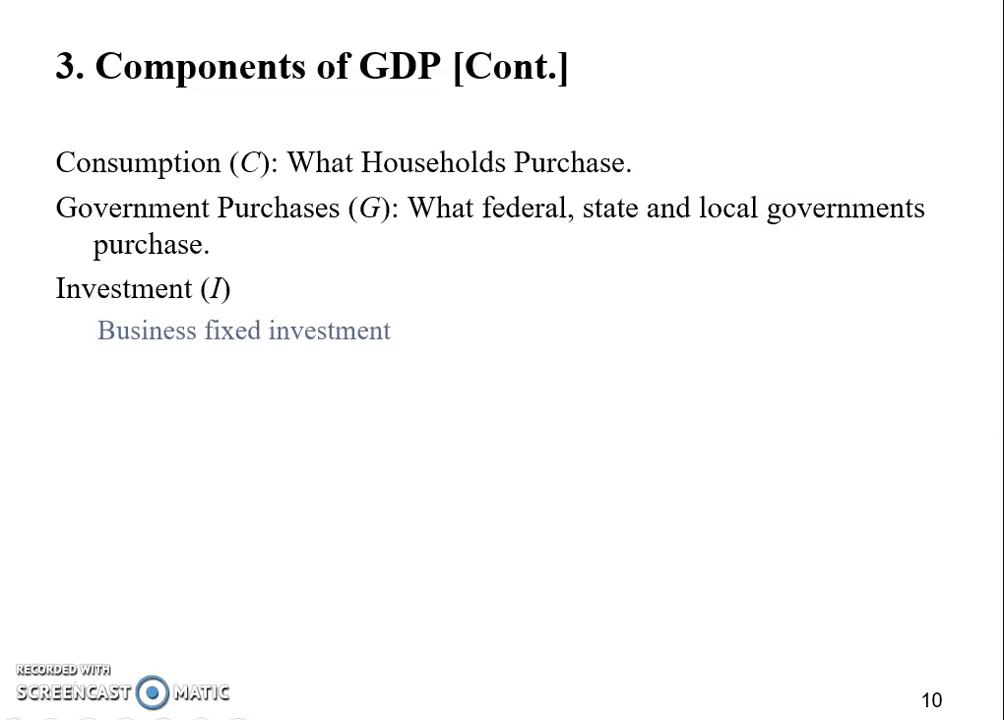 3. Components of GDP [Cont.]
Consumption (C): What Households Purchase.
Government Purchases (G): What federal, state and local governments
purchase.
Investment (I)
Business fixed investment
RECORDED WITH
SCREENCAST MATIC
10